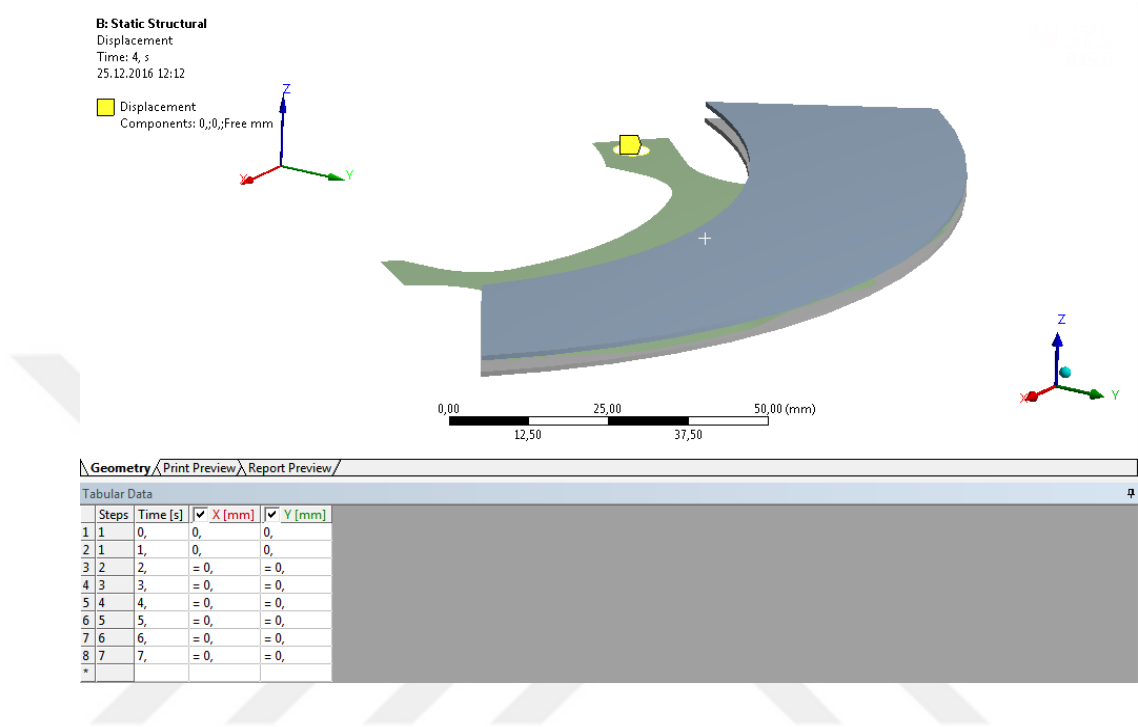 B: Static Structural
Displacement
Time: 4, s
25.12.2016 12:12
Displacement
Components: 0,;0,;Free mm
Z
X
Y
Z
X
Y
0,00 25,00 50,00 (mm)
12,50 37,50
Geometry Print Preview Report Preview
Tabular Data
Steps Time [s] X [mm] Y [mm]
1 1 0, 0, 0,
2 1 1, 0, 0,
3 2 2, = 0, = 0,
4 3 3, = 0, = 0,
5 4 4, = 0, = 0,
6 5 5, = 0, = 0,
7 6 6, = 0, = 0,
8 7 7, = 0, = 0,
*